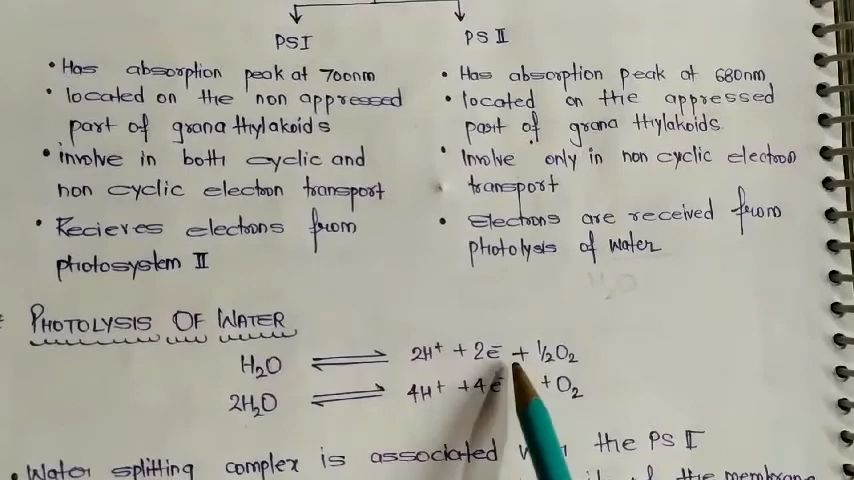 PSI
• Has absorption peak at 700nm
• located on the non appressed
part of grana thylakoids
• involve in both cyclic and
non cyclic electron transport
• Recieves electrons from
photosystem II
PS II
• Has absorption peak at 680nm
• located on the appressed
part of grana thylakoids
• Involve only in non cyclic electron
transport
• Electrons are received from
photolysis of water
PHOTOLYSIS OF WATER
H₂O ⇌ 2H⁺ + 2e⁻ + ½O₂
2H₂O ⇌ 4H⁺ + 4e⁻ + O₂
• Water splitting complex is associated the PS
the membrane